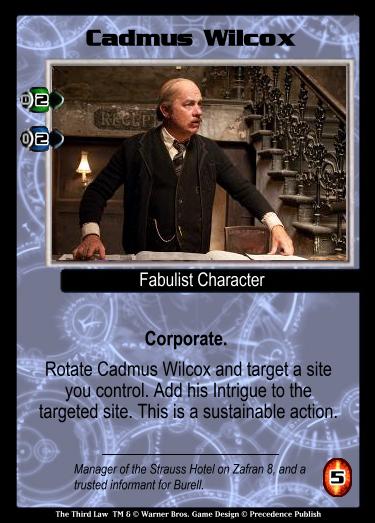 Cadmus Wilcox
2
2
RECEPT
Fabulist Character
Corporate.
Rotate Cadmus Wilcox and target a site
you control. Add his Intrigue to the
targeted site. This is a sustainable action.
Manager of the Strauss Hotel on Zafran 8, and a
trusted informant for Burell.
5
The Third Law TM & © Warner Bros. Game Design © Precedence Publish